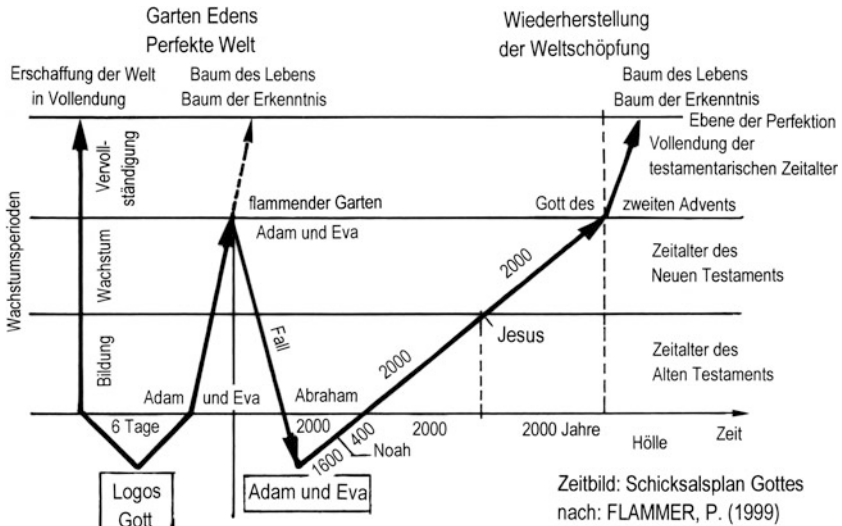 Garten Edens
Perfekte Welt
Wiederherstellung
der Weltschöpfung
Erschaffung der Welt
in Vollendung
Baum des Lebens
Baum der Erkenntnis
Baum des Lebens
Baum der Erkenntnis
Ebene der Perfektion
Wachstumsperioden
Vervoll-
ständigung
Vollendung der
testamentarischen Zeitalter
flammender Garten
Adam und Eva
Gott des zweiten Advents
Wachstum
2000
Zeitalter des
Neuen Testaments
Bildung
Fall
2000
Jesus
Zeitalter des
Alten Testaments
Adam und Eva
Abraham
6 Tage
2000
1600
400
Noah
2000
2000 Jahre
Hölle
Zeit
Logos
Gott
Adam und Eva
Zeitbild: Schicksalsplan Gottes
nach: FLAMMER, P. (1999)